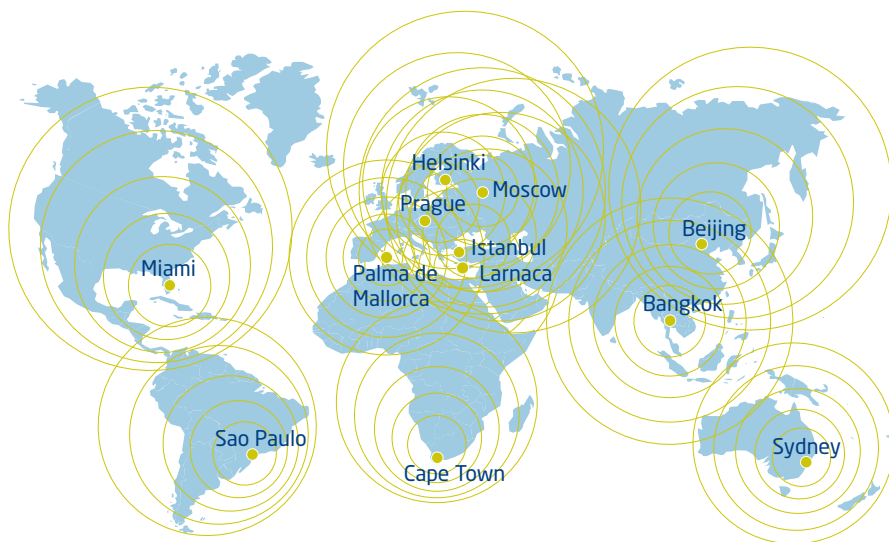 Helsinki
Moscow
Prague
Beijing
Istanbul
Miami
Palma de
Mallorca
Larnaca
Bangkok
Sao Paulo
Sydney
Cape Town